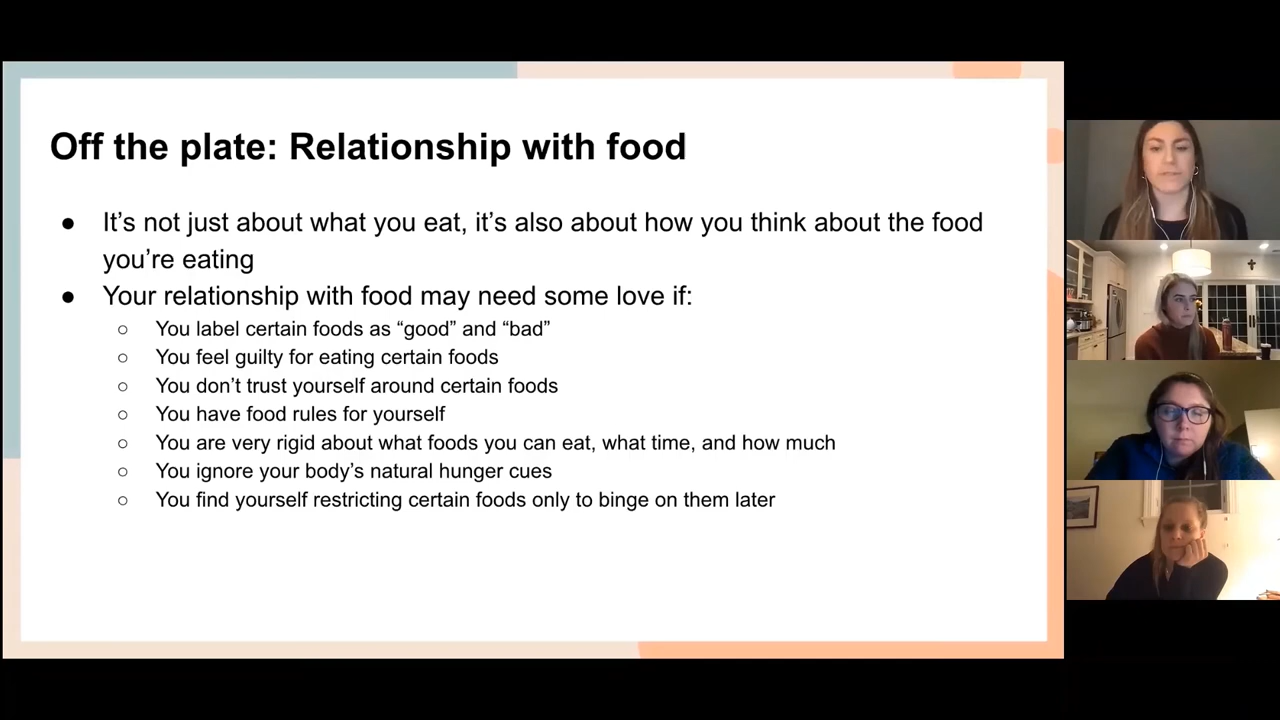 Off the plate: Relationship with food
● It’s not just about what you eat, it’s also about how you think about the food
you’re eating
● Your relationship with food may need some love if:
○ You label certain foods as “good” and “bad”
○ You feel guilty for eating certain foods
○ You don’t trust yourself around certain foods
○ You have food rules for yourself
○ You are very rigid about what foods you can eat, what time, and how much
○ You ignore your body’s natural hunger cues
○ You find yourself restricting certain foods only to binge on them later